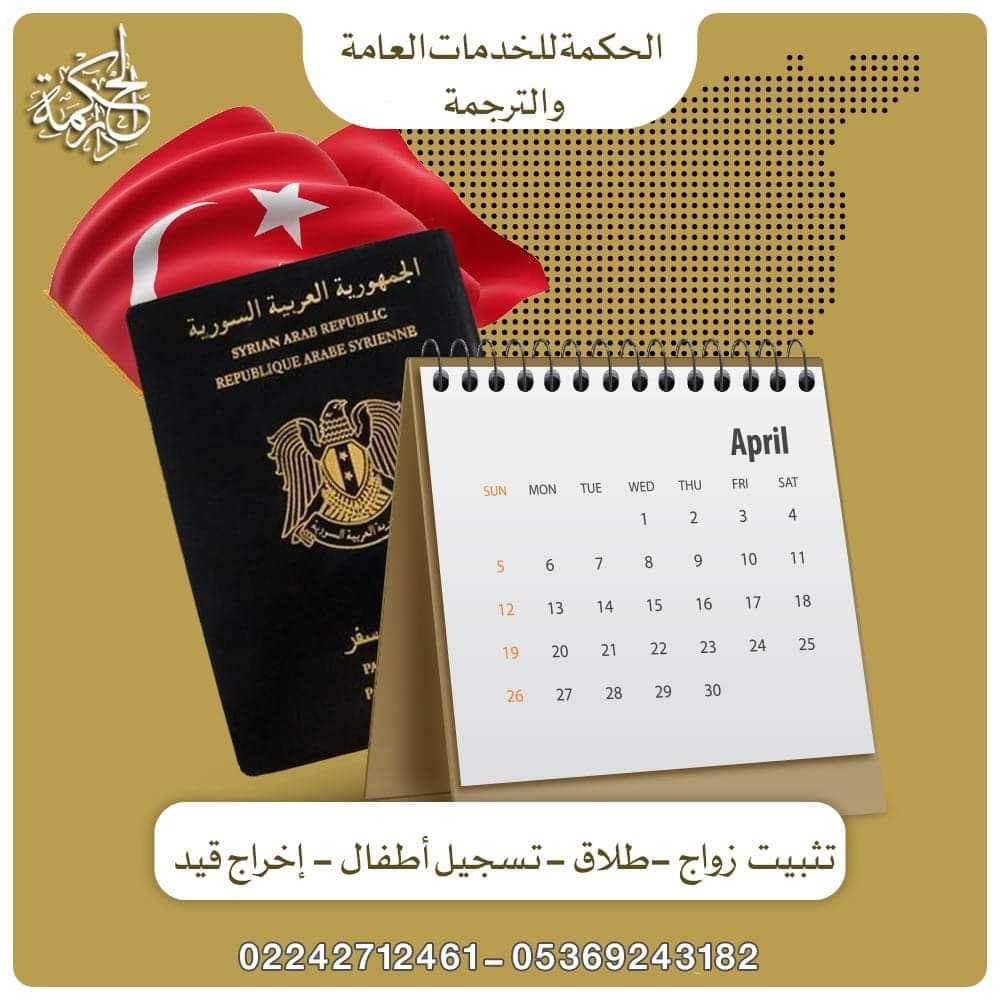 الحكمة للخدمات العامة
والترجمة
الحكمة
للترجمة
الجمهورية العربية السورية
SYRIAN ARAB REPUBLIC
REPUBLIQUE ARABE SYRIENNE
سفر
PA
P
April
SUN MON TUE WED THU FRI SAT
1 2 3 4
5 6 7 8 9 10 11
12 13 14 15 16 17 18
19 20 21 22 23 24 25
26 27 28 29 30
تثبيت زواج - طلاق - تسجيل أطفال - إخراج قيد
02242712461 - 05369243182